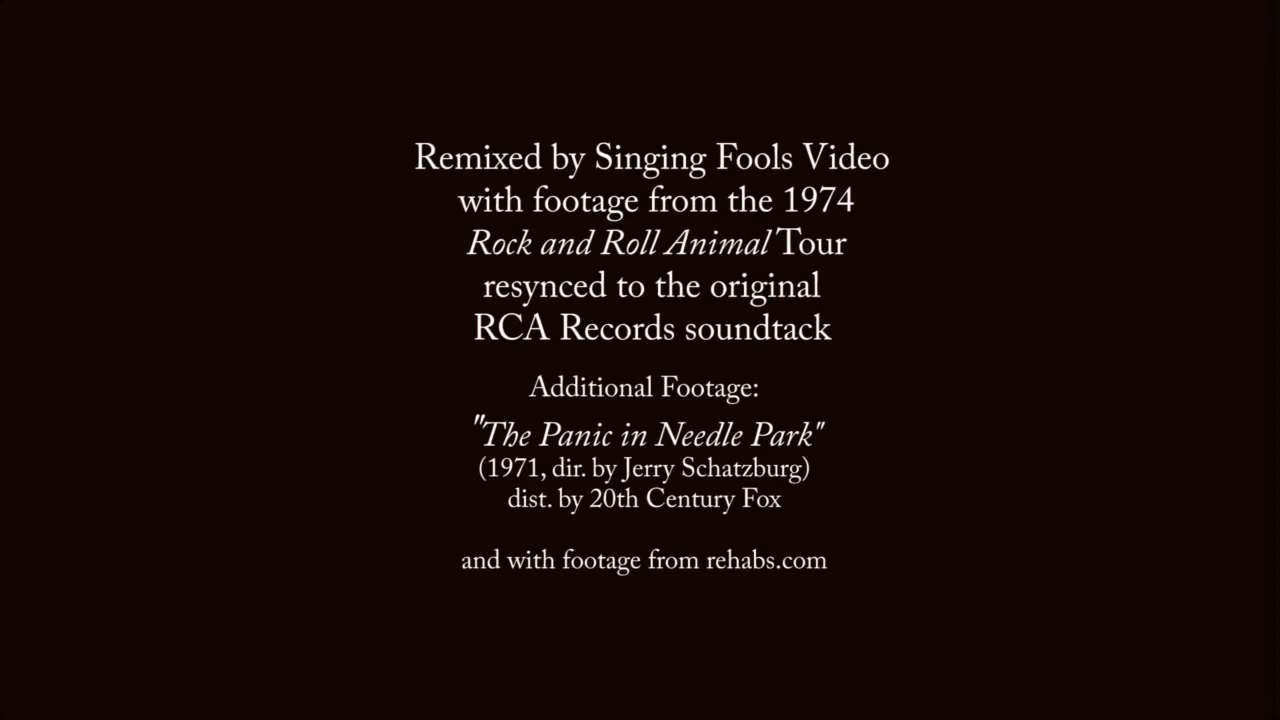 Remixed by Singing Fools Video
with footage from the 1974
Rock and Roll Animal Tour
resynced to the original
RCA Records soundtack
Additional Footage:
"The Panic in Needle Park"
(1971, dir. by Jerry Schatzburg)
dist. by 20th Century Fox
and with footage from rehabs.com